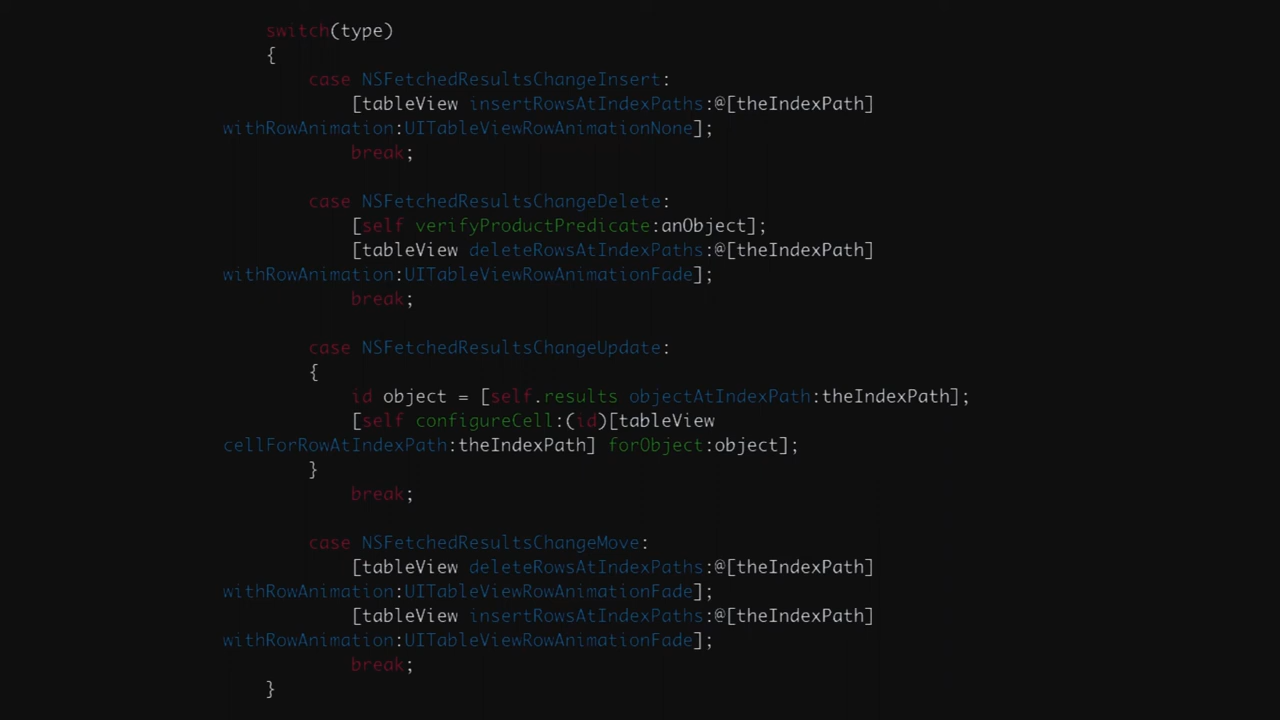 switch(type)
{
case NSFetchedResultsChangeInsert:
[tableView insertRowsAtIndexPaths:@[theIndexPath]
withRowAnimation:UITableViewRowAnimationNone];
break;
case NSFetchedResultsChangeDelete:
[self verifyProductPredicate:anObject];
[tableView deleteRowsAtIndexPaths:@[theIndexPath]
withRowAnimation:UITableViewRowAnimationFade];
break;
case NSFetchedResultsChangeUpdate:
{
id object = [self.results objectAtIndexPath:theIndexPath];
[self configureCell:(id)[tableView
cellForRowAtIndexPath:theIndexPath] forObject:object];
}
break;
case NSFetchedResultsChangeMove:
[tableView deleteRowsAtIndexPaths:@[theIndexPath]
withRowAnimation:UITableViewRowAnimationFade];
[tableView insertRowsAtIndexPaths:@[theIndexPath]
withRowAnimation:UITableViewRowAnimationFade];
break;
}